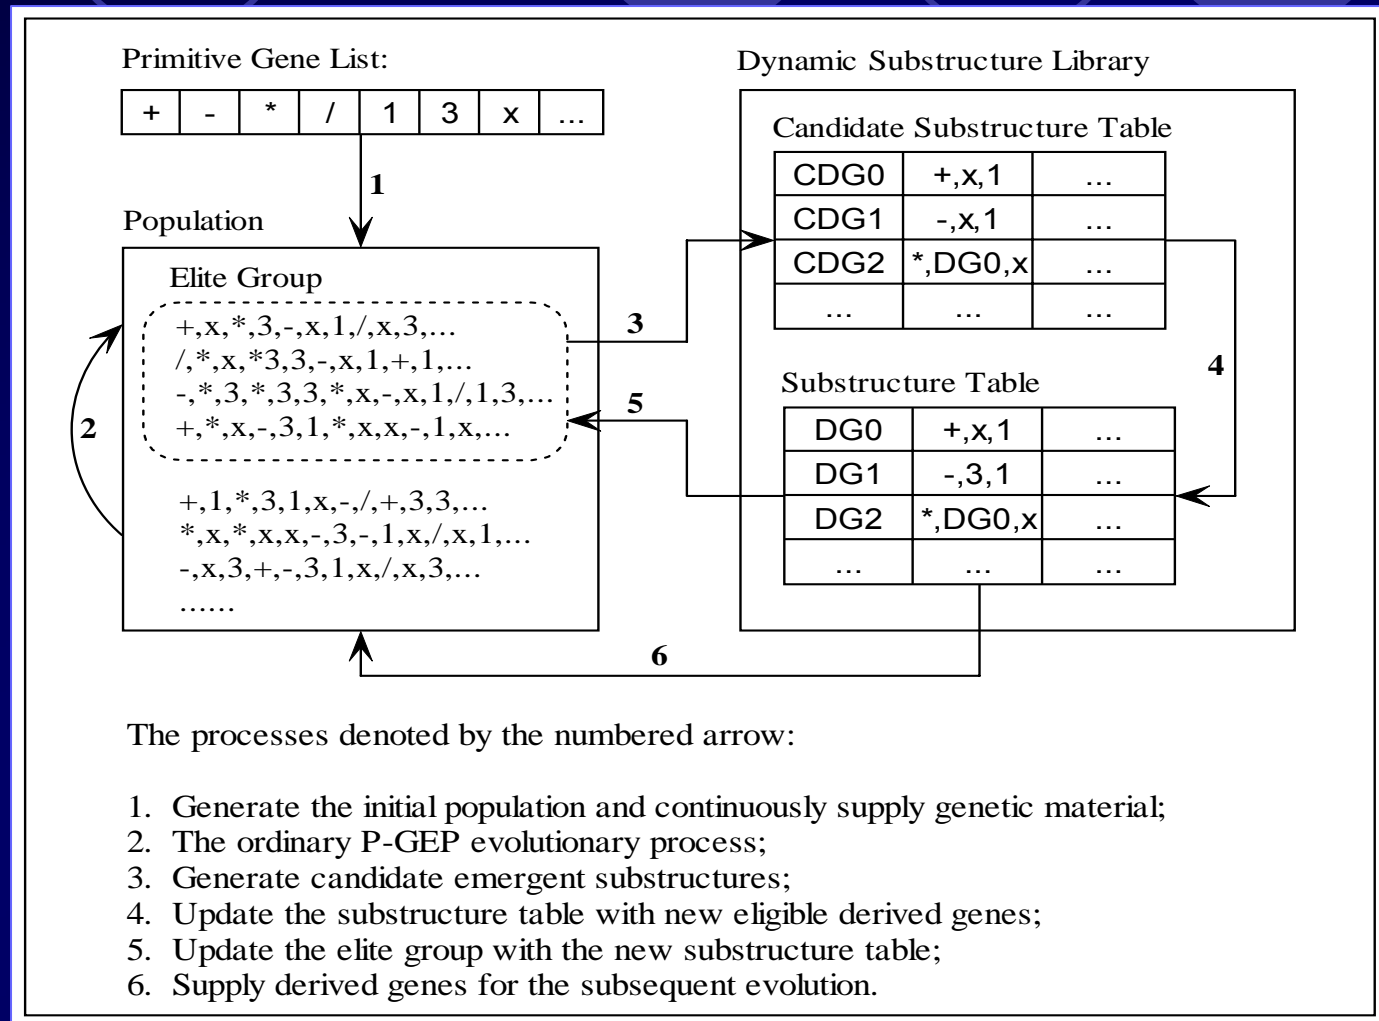 Primitive Gene List:
+ - * / 1 3 x ...
1
Population
Elite Group
+,x,*,3,-,x,1,/,x,3,...
/,*,x,*3,3,-,x,1,+,1,...
-,*,3,*,3,3,*,x,-,x,1,/,1,3,...
+,*,x,-,3,1,*,x,x,-,1,x,...
2
+,1,*,3,1,x,-,/,+,3,3,...
*,x,*,x,x,-,3,-,1,x,/,x,1,...
-,x,3,+,-,3,1,x,/,x,3,...
......
3
5
6
Dynamic Substructure Library
Candidate Substructure Table
CDG0 +,x,1 ...
CDG1 -,x,1 ...
CDG2 *,DG0,x ...
... ... ...
4
Substructure Table
DG0 +,x,1 ...
DG1 -,3,1 ...
DG2 *,DG0,x ...
... ... ...
The processes denoted by the numbered arrow:
1. Generate the initial population and continuously supply genetic material;
2. The ordinary P-GEP evolutionary process;
3. Generate candidate emergent substructures;
4. Update the substructure table with new eligible derived genes;
5. Update the elite group with the new substructure table;
6. Supply derived genes for the subsequent evolution.